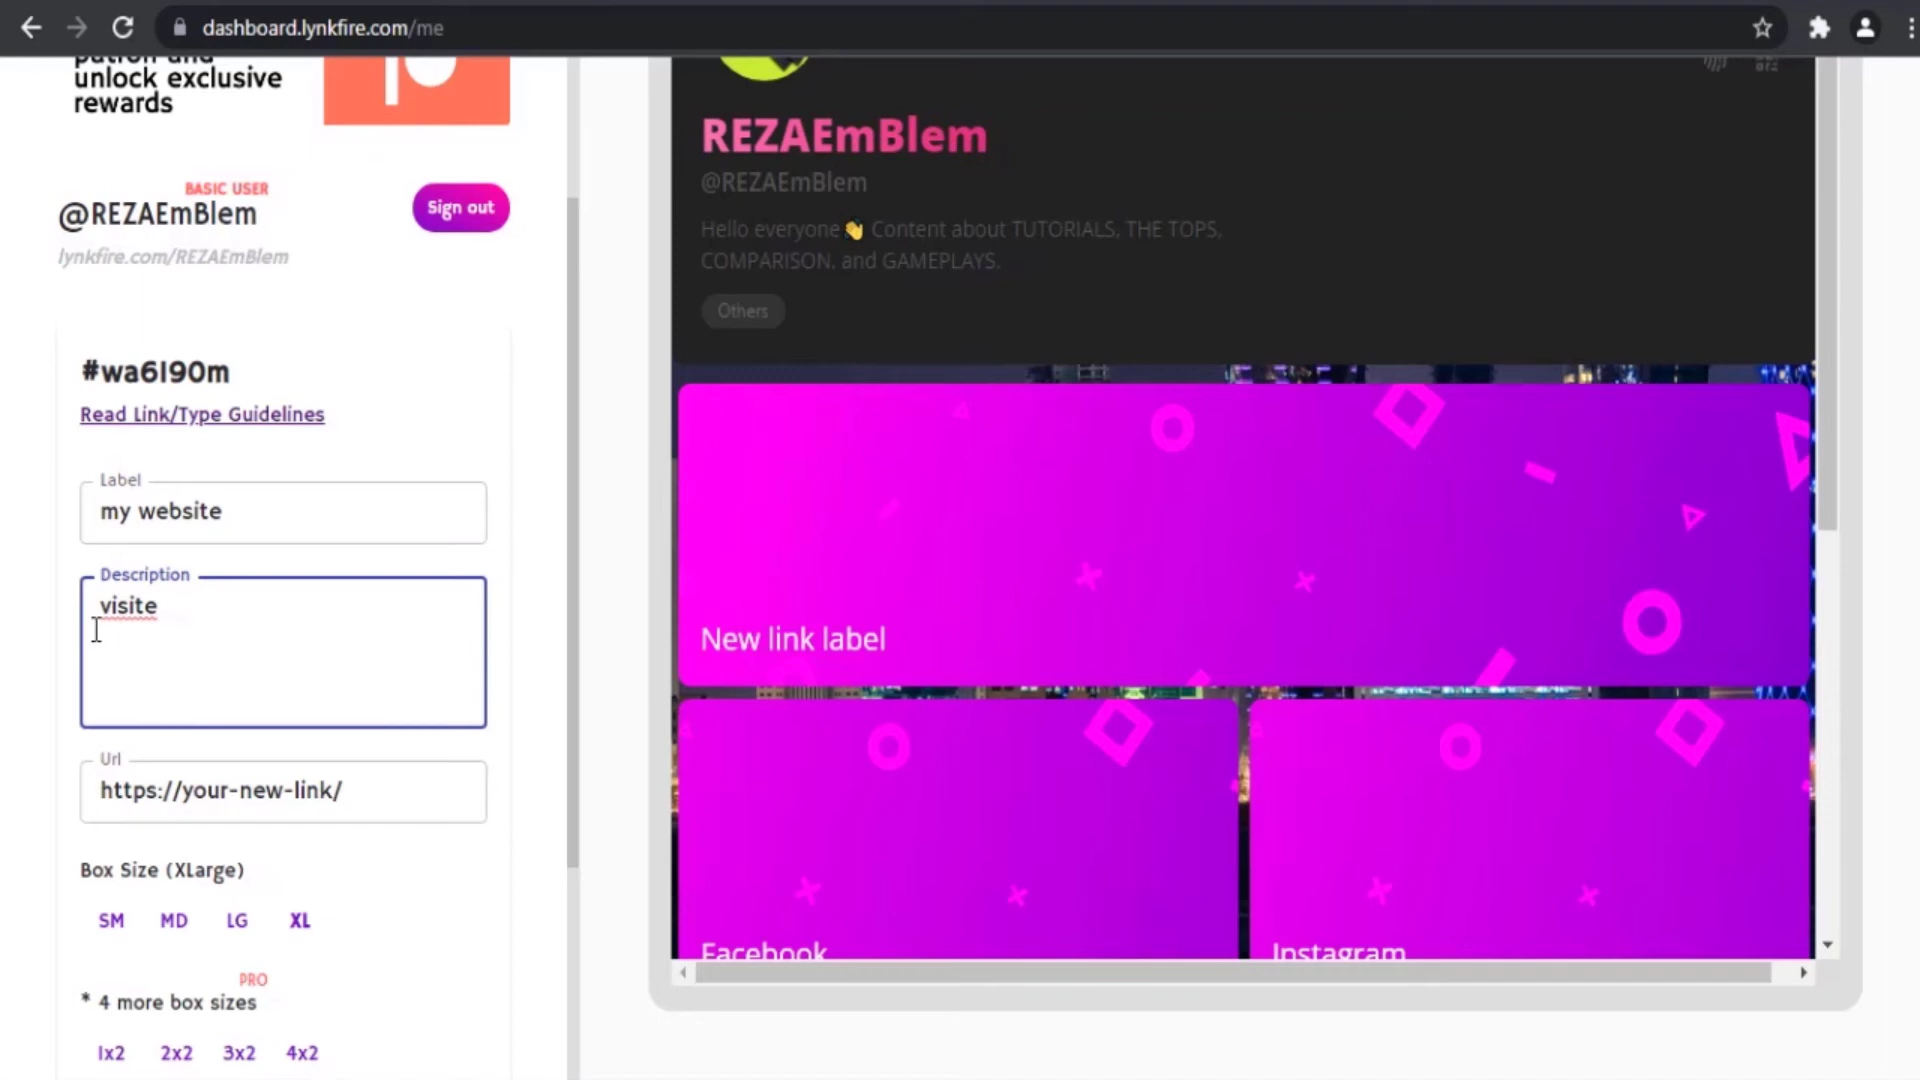 dashboard.lynkfire.com/me
patron and
unlock exclusive
rewards
BASIC USER
@REZAEmBlem
Sign out
lynkfire.com/REZAEmBlem
#wa6l90m
Read Link/Type Guidelines
Label
my website
Description
visite
Url
https://your-new-link/
Box Size (XLarge)
SM MD LG XL
PRO
* 4 more box sizes
1x2 2x2 3x2 4x2
REZAEmBlem
@REZAEmBlem
Hello everyone👋 Content about TUTORIALS, THE TOPS,
COMPARISON, and GAMEPLAYS.
Others
New link label
Facebook
Instagram